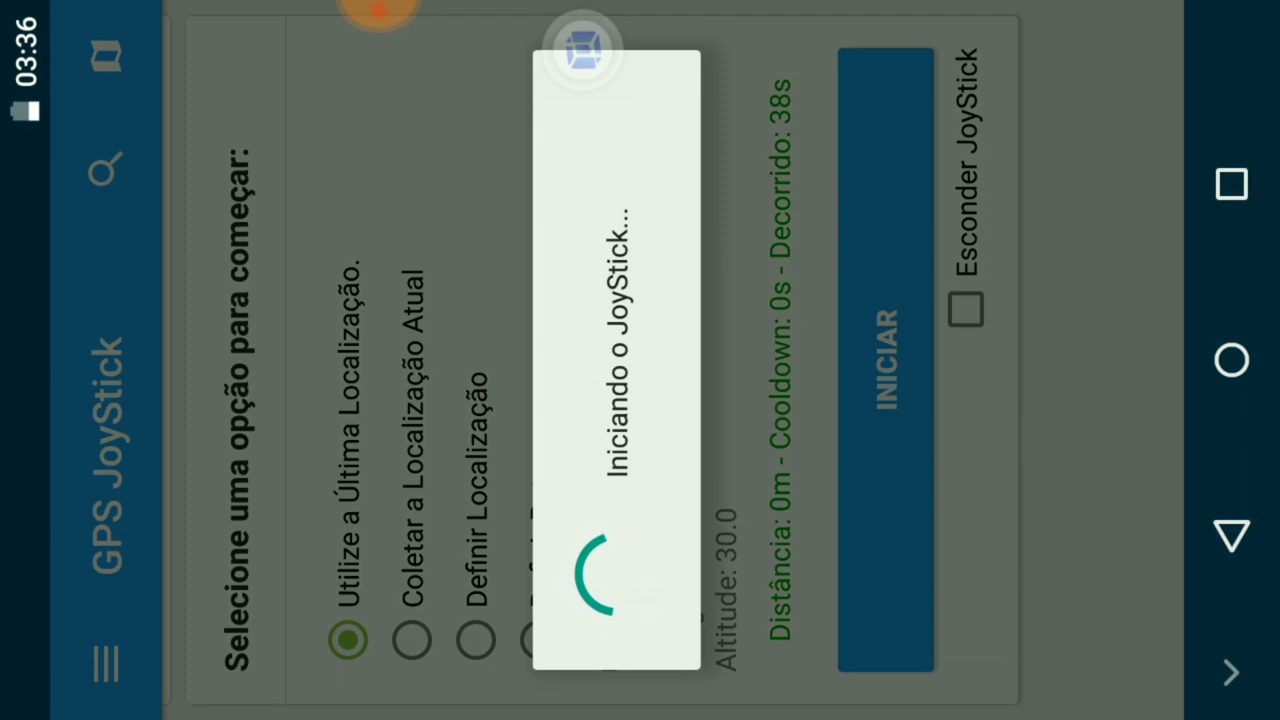 03:36
GPS JoyStick
Selecione uma opção para começar:
Utilize a Última Localização.
Coletar a Localização Atual
Definir Localização
Iniciando o JoyStick...
Altitude: 30.0
Distância: 0m - Cooldown: 0s - Decorrido: 38s
INICIAR
Esconder JoyStick